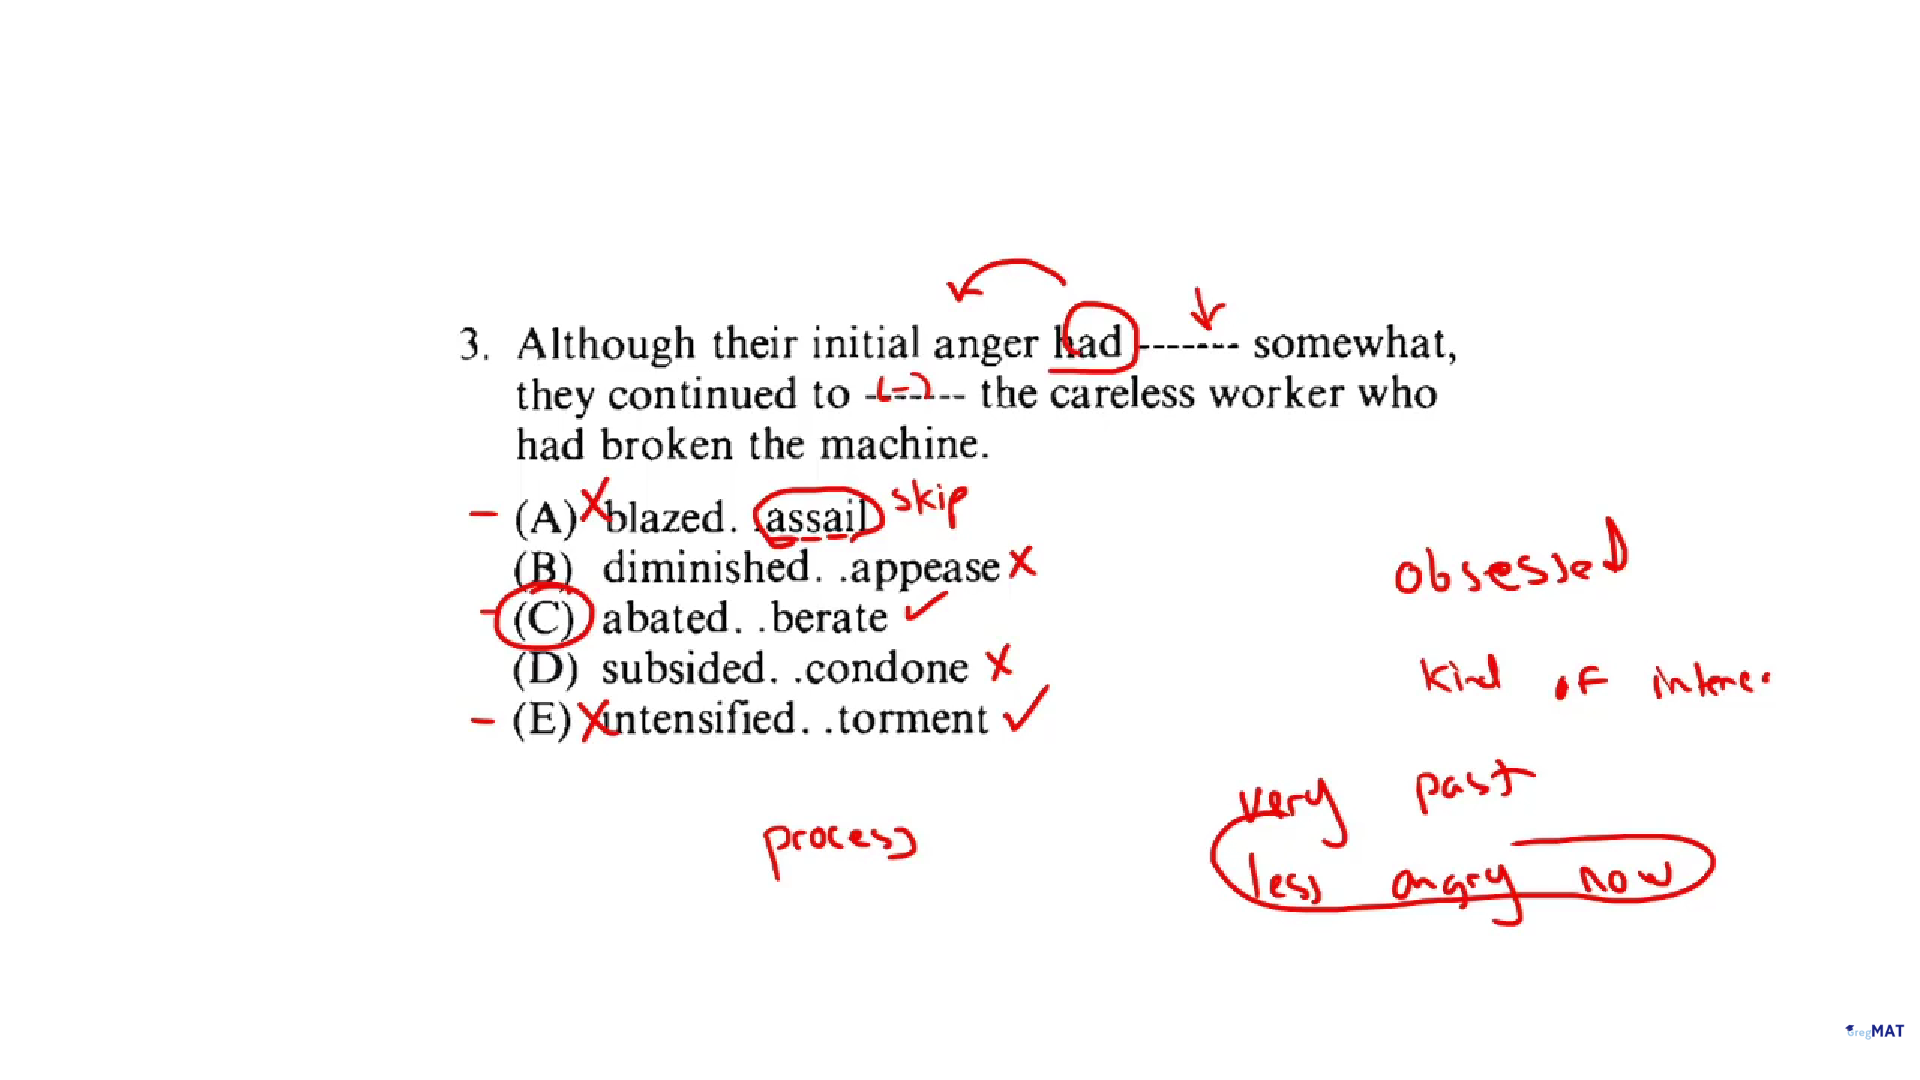 3. Although their initial anger had ------- somewhat,
they continued to ------- the careless worker who
(-)
had broken the machine.
(A) blazed. .assail skip
(B) diminished. .appease
(C) abated. .berate
(D) subsided. .condone
(E) intensified. .torment
obsessed
kind of
very past
less angry now
process
gregMAT